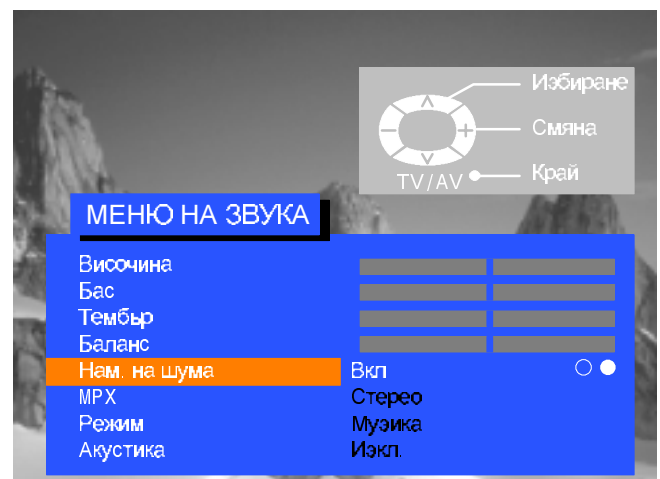 Избиране
Смяна
TV/AV
Край
МЕНЮ НА ЗВУКА
Височина
Бас
Тембър
Баланс
Нам. на шума Вкл
MPX Стерео
Режим Музика
Акустика Изкл.